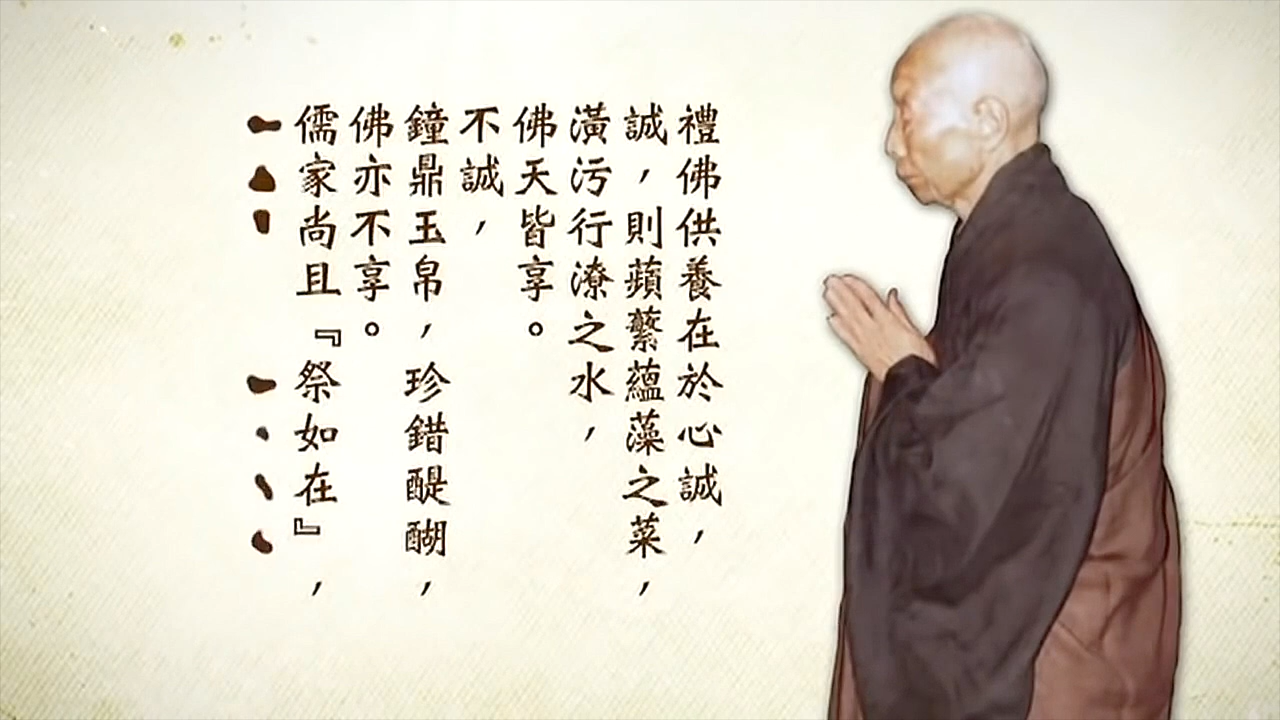 禮佛供養在於心誠，
誠，則蘋蘩蘊藻之菜，
潢污行潦之水，
佛天皆享。
不誠，
鐘鼎玉帛，珍錯醍醐，
佛亦不享。
儒家尚且『祭如在』，